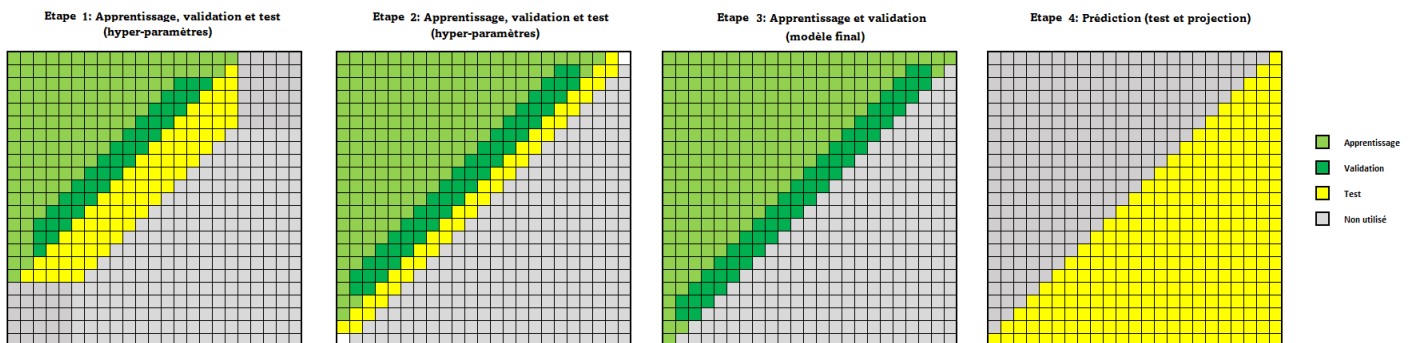 Etape 1: Apprentissage, validation et test
(hyper-paramètres)
Etape 2: Apprentissage, validation et test
(hyper-paramètres)
Etape 3: Apprentissage et validation
(modèle final)
Etape 4: Prédiction (test et projection)
Apprentissage
Validation
Test
Non utilisé